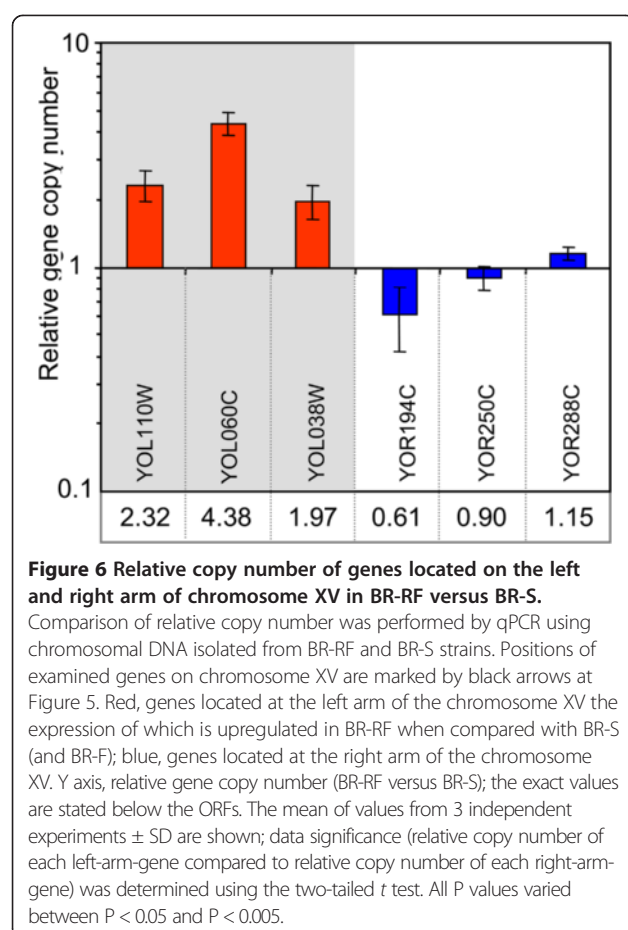 10
Relative gene copy number
1
0.1
YOL110W
YOL060C
YOL038W
YOR194C
YOR250C
YOR288C
2.32 4.38 1.97 0.61 0.90 1.15
Figure 6 Relative copy number of genes located on the left
and right arm of chromosome XV in BR-RF versus BR-S.
Comparison of relative copy number was performed by qPCR using
chromosomal DNA isolated from BR-RF and BR-S strains. Positions of
examined genes on chromosome XV are marked by black arrows at
Figure 5. Red, genes located at the left arm of the chromosome XV the
expression of which is upregulated in BR-RF when compared with BR-S
(and BR-F); blue, genes located at the right arm of the chromosome
XV. Y axis, relative gene copy number (BR-RF versus BR-S); the exact values
are stated below the ORFs. The mean of values from 3 independent
experiments ± SD are shown; data significance (relative copy number of
each left-arm-gene compared to relative copy number of each right-arm-
gene) was determined using the two-tailed t test. All P values varied
between P < 0.05 and P < 0.005.